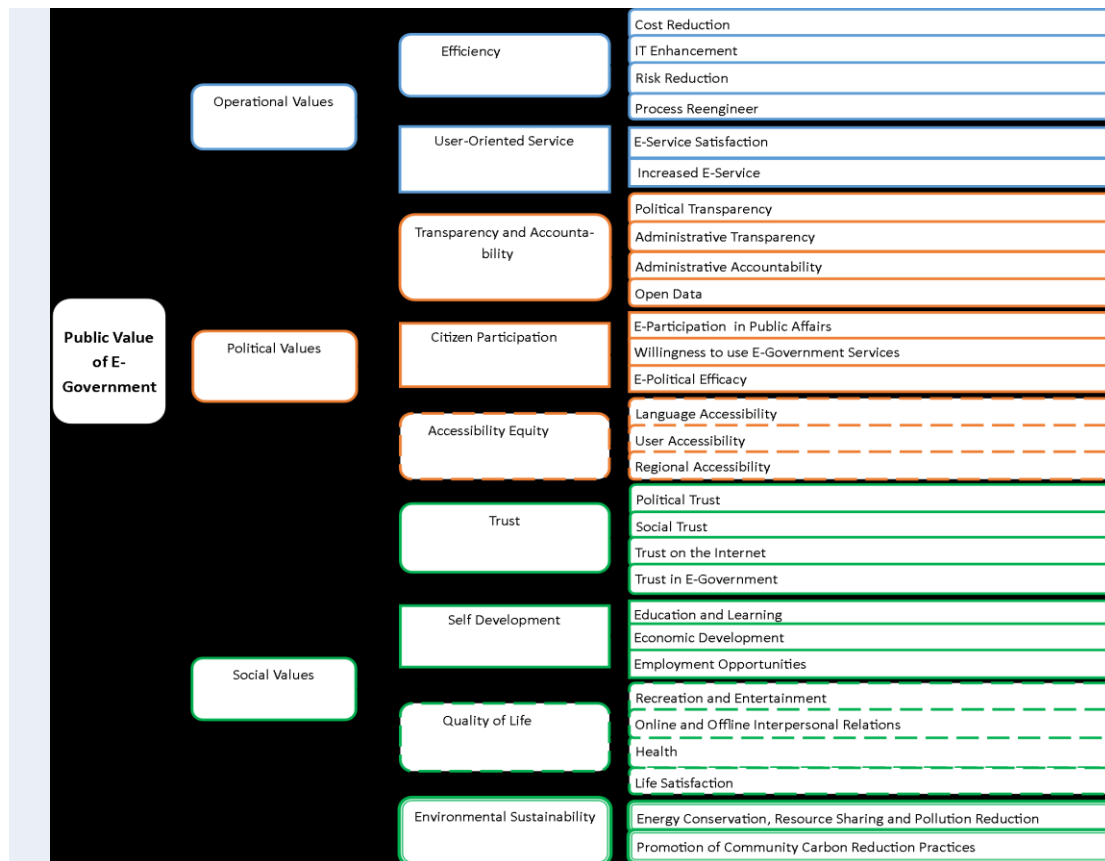 Public Value
of E-
Government
Operational Values
Efficiency
Cost Reduction
IT Enhancement
Risk Reduction
Process Reengineer
User-Oriented Service
E-Service Satisfaction
Increased E-Service
Political Values
Transparency and Accounta-
bility
Political Transparency
Administrative Transparency
Administrative Accountability
Open Data
Citizen Participation
E-Participation in Public Affairs
Willingness to use E-Government Services
E-Political Efficacy
Accessibility Equity
Language Accessibility
User Accessibility
Regional Accessibility
Social Values
Trust
Political Trust
Social Trust
Trust on the Internet
Trust in E-Government
Self Development
Education and Learning
Economic Development
Employment Opportunities
Quality of Life
Recreation and Entertainment
Online and Offline Interpersonal Relations
Health
Life Satisfaction
Environmental Sustainability
Energy Conservation, Resource Sharing and Pollution Reduction
Promotion of Community Carbon Reduction Practices